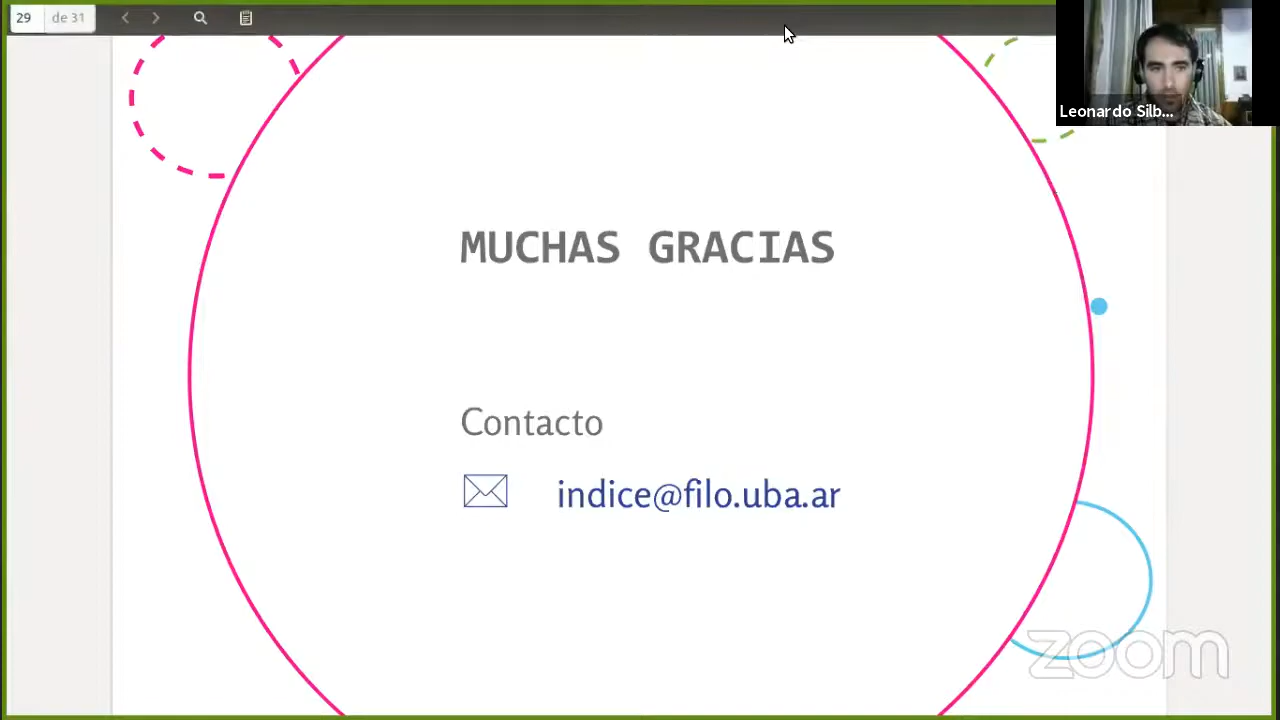 29 de 31
Leonardo Silb...
MUCHAS GRACIAS
Contacto
indice@filo.uba.ar
zoom